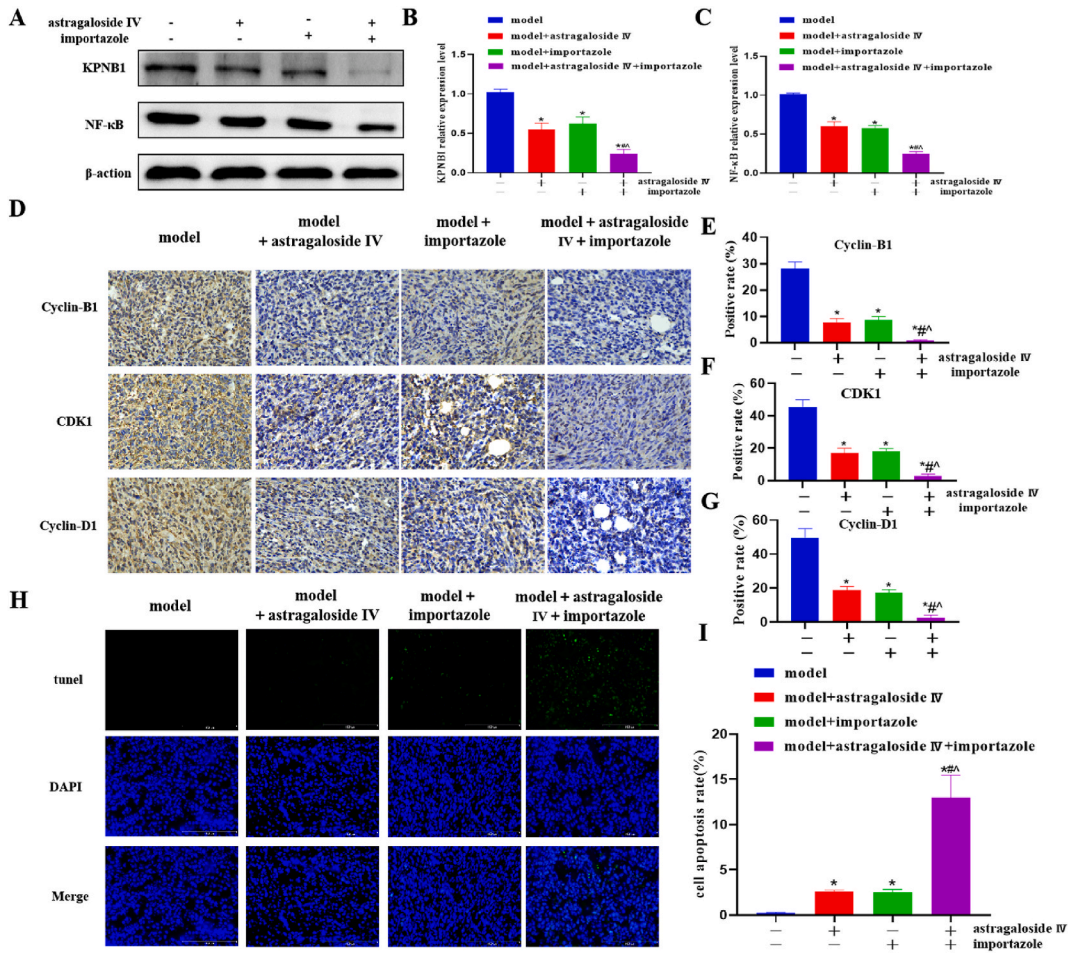 A
astragaloside IV - + - +
importazole - - + +
KPNB1
NF-κB
β-action
B
model
model+astragaloside Ⅳ
model+importazole
model+astragaloside Ⅳ+importazole
KPNBl relative expression level
1.5
1.0
0.5
0.0
*
*
*#^
— + — + astragaloside Ⅳ
— — + + importazole
C
model
model+astragaloside Ⅳ
model+importazole
model+astragaloside Ⅳ+importazole
NF-κB relative expression level
1.5
1.0
0.5
0.0
*
*
*#^
— + — + astragaloside Ⅳ
— — + + importazole
D
model
model
+ astragaloside IV
model +
importazole
model + astragaloside
IV + importazole
Cyclin-B1
CDK1
Cyclin-D1
E
Cyclin-B1
Positive rate (%)
40
30
20
10
0
*
*
*#^
— + — + astragaloside Ⅳ
— — + + importazole
F
CDK1
Positive rate (%)
60
40
20
0
*
*
*#^
— + — + astragaloside Ⅳ
— — + + importazole
G
Cyclin-D1
Positive rate (%)
60
40
20
0
*
*
*#^
— + — +
— — + +
H
model
model
+ astragaloside IV
model +
importazole
model + astragaloside
IV + importazole
tunel
DAPI
Merge
I
model
model+astragaloside Ⅳ
model+importazole
model+astragaloside Ⅳ+importazole
cell apoptosis rate(%)
20
15
10
5
0
*
*
*#^
— + — + astragaloside Ⅳ
— — + + importazole